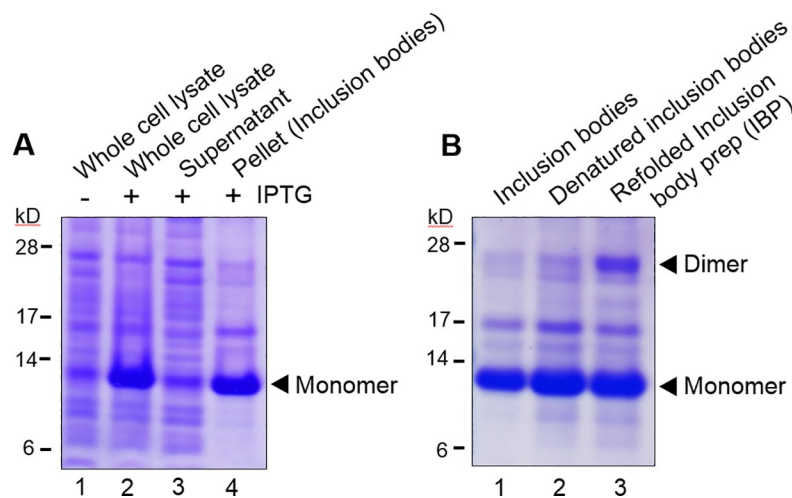 A
Whole cell lysate
Whole cell lysate
Supernatant
Pellet (Inclusion bodies)
- + + + IPTG
kD
28
17
14
6
Monomer
1 2 3 4
B
Inclusion bodies
Denatured inclusion bodies
Refolded Inclusion
body prep (IBP)
kD
28
17
14
6
Dimer
Monomer
1 2 3